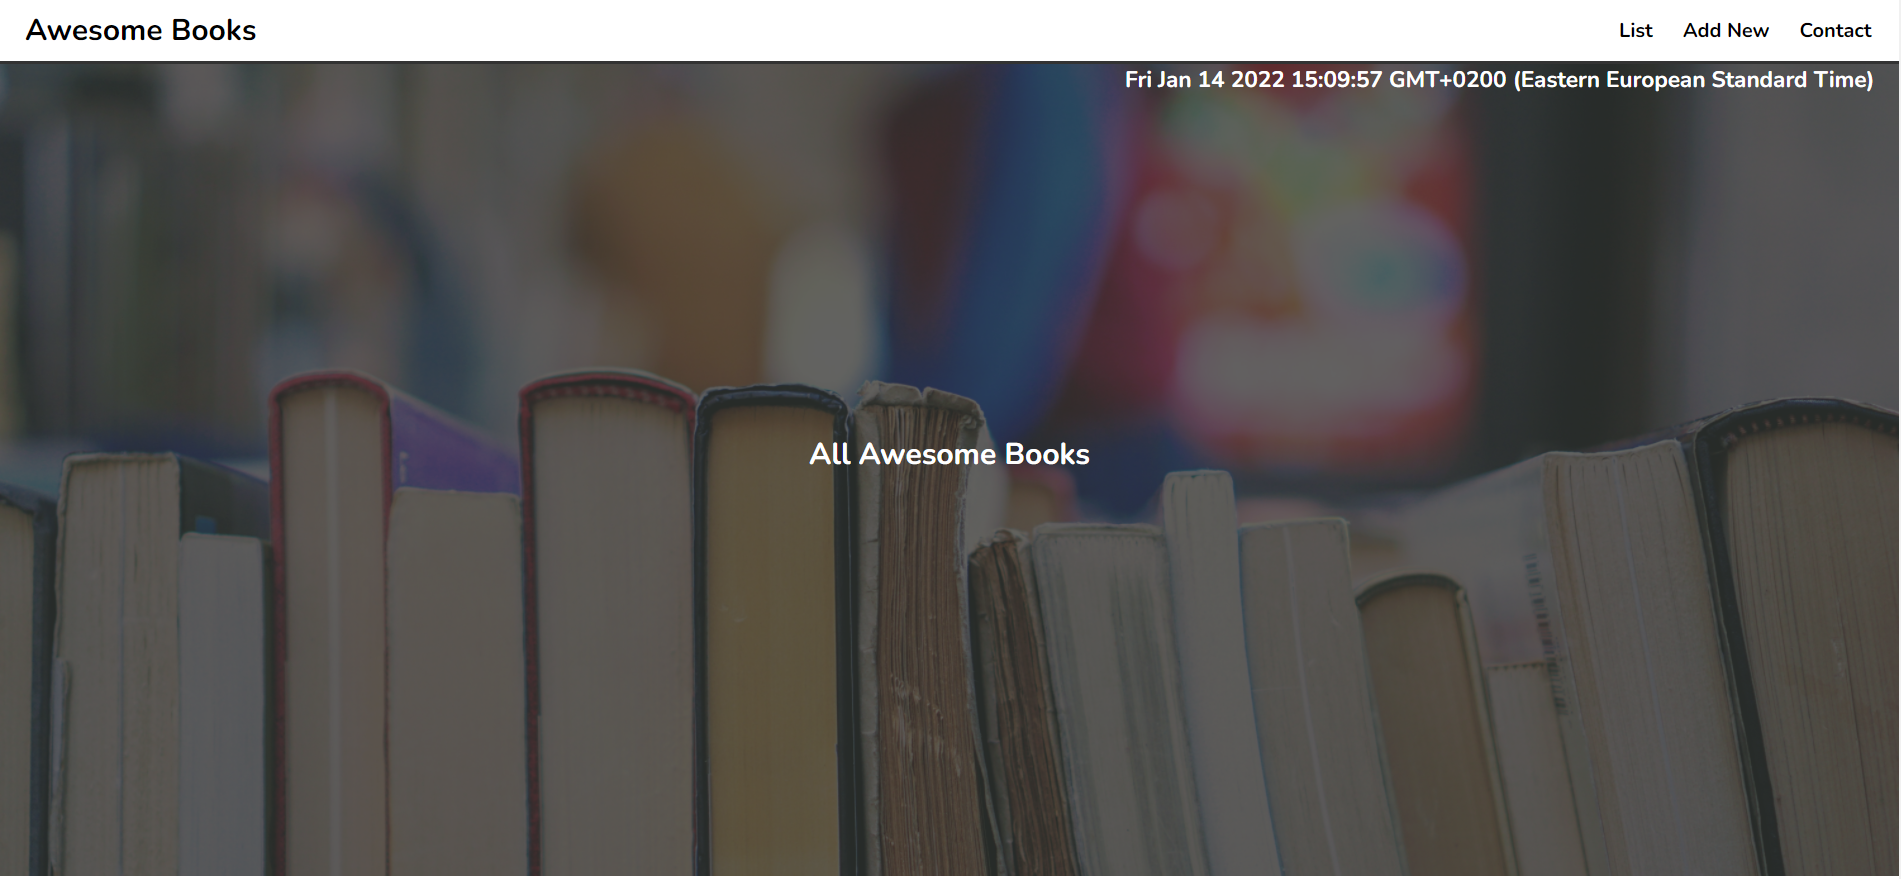 Awesome Books
List Add New Contact
Fri Jan 14 2022 15:09:57 GMT+0200 (Eastern European Standard Time)
All Awesome Books